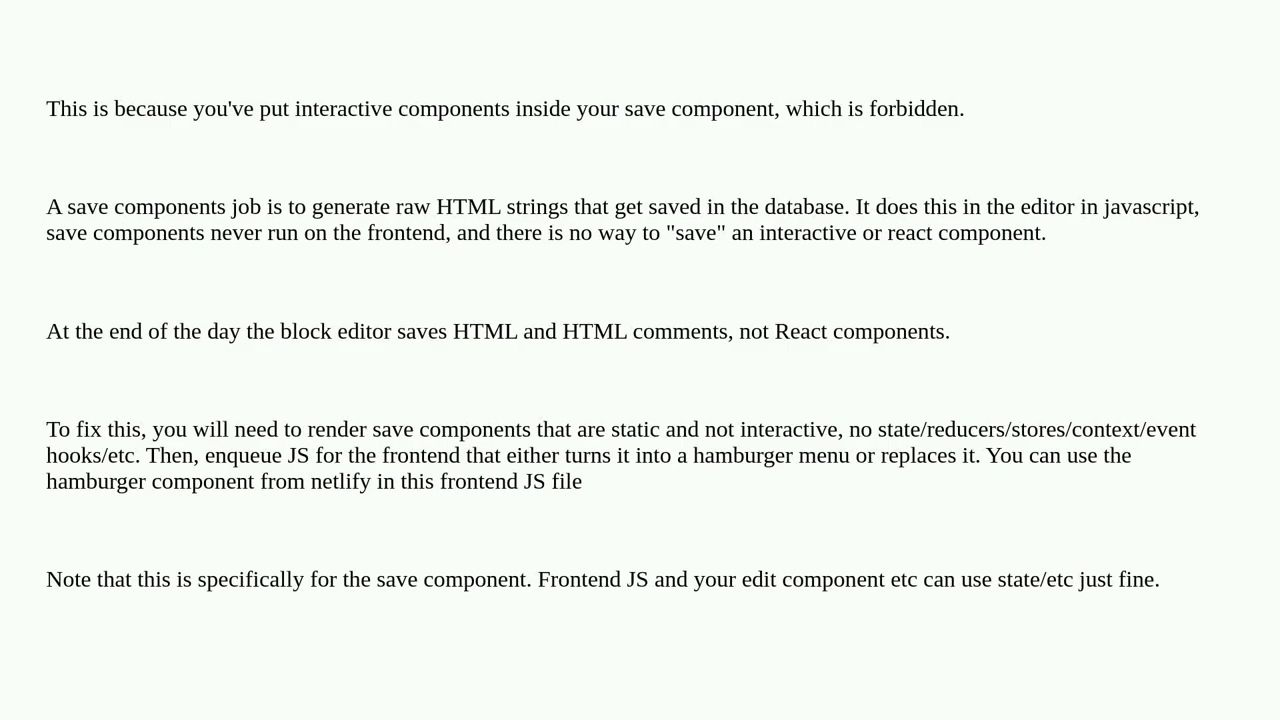 This is because you've put interactive components inside your save component, which is forbidden.
A save components job is to generate raw HTML strings that get saved in the database. It does this in the editor in javascript,
save components never run on the frontend, and there is no way to "save" an interactive or react component.
At the end of the day the block editor saves HTML and HTML comments, not React components.
To fix this, you will need to render save components that are static and not interactive, no state/reducers/stores/context/event
hooks/etc. Then, enqueue JS for the frontend that either turns it into a hamburger menu or replaces it. You can use the
hamburger component from netlify in this frontend JS file
Note that this is specifically for the save component. Frontend JS and your edit component etc can use state/etc just fine.